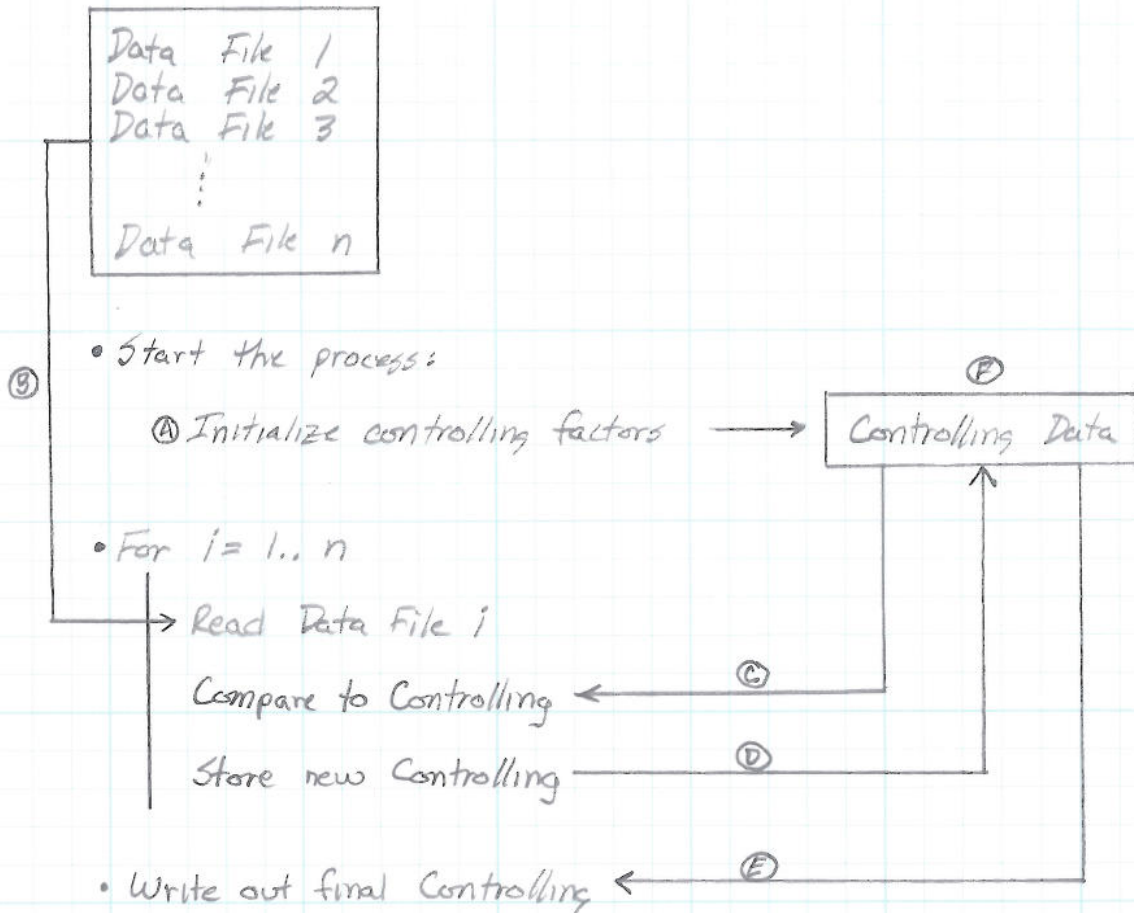 Data File 1
Data File 2
Data File 3
Data File n
• Start the process:
Ⓑ
Ⓕ
Ⓐ Initialize controlling factors
Controlling Data
• For i = 1.. n
Read Data File i
Ⓒ
Compare to Controlling
Ⓓ
Store new Controlling
Ⓔ
• Write out final Controlling